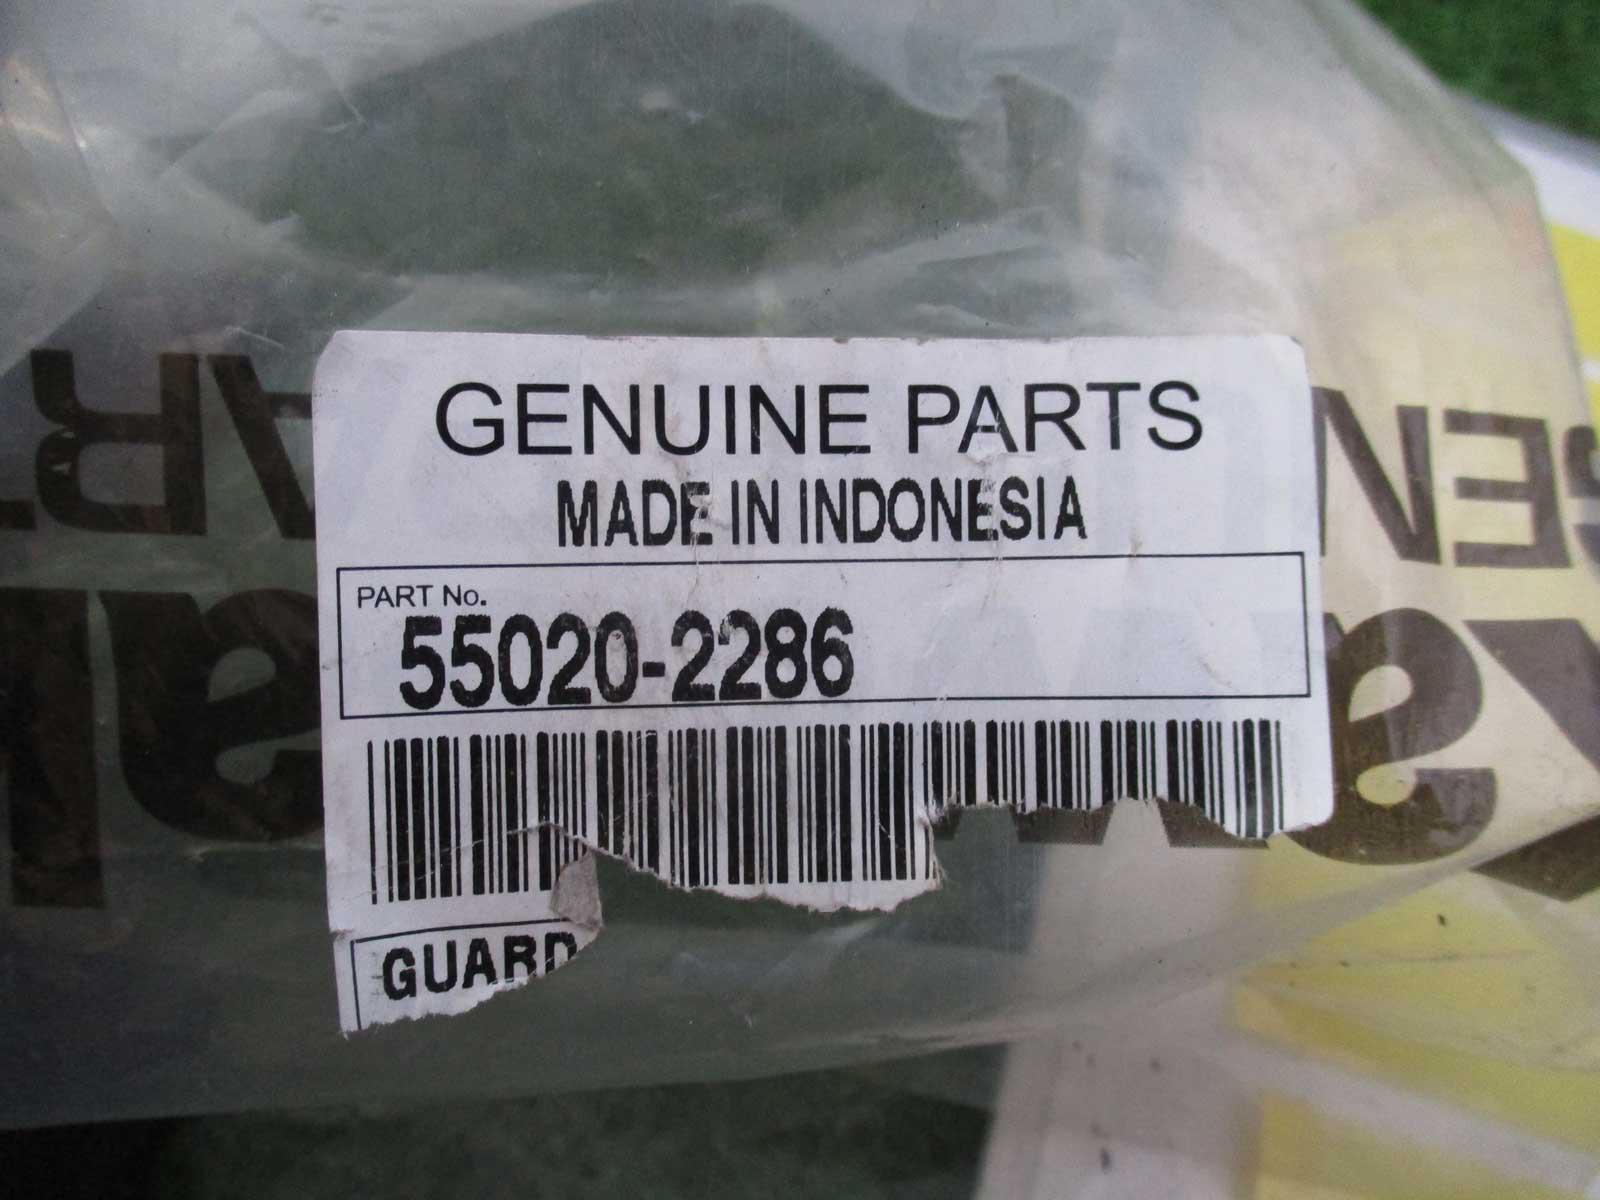 GENUINE PARTS
MADE IN INDONESIA
PART No.
55020-2286
GUARD